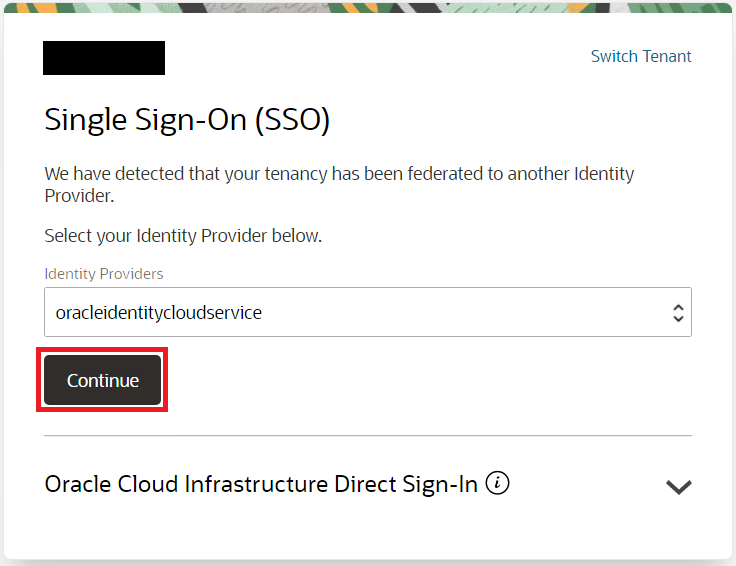 Switch Tenant
Single Sign-On (SSO)
We have detected that your tenancy has been federated to another Identity
Provider.
Select your Identity Provider below.
Identity Providers
oracleidentitycloudservice
Continue
Oracle Cloud Infrastructure Direct Sign-In